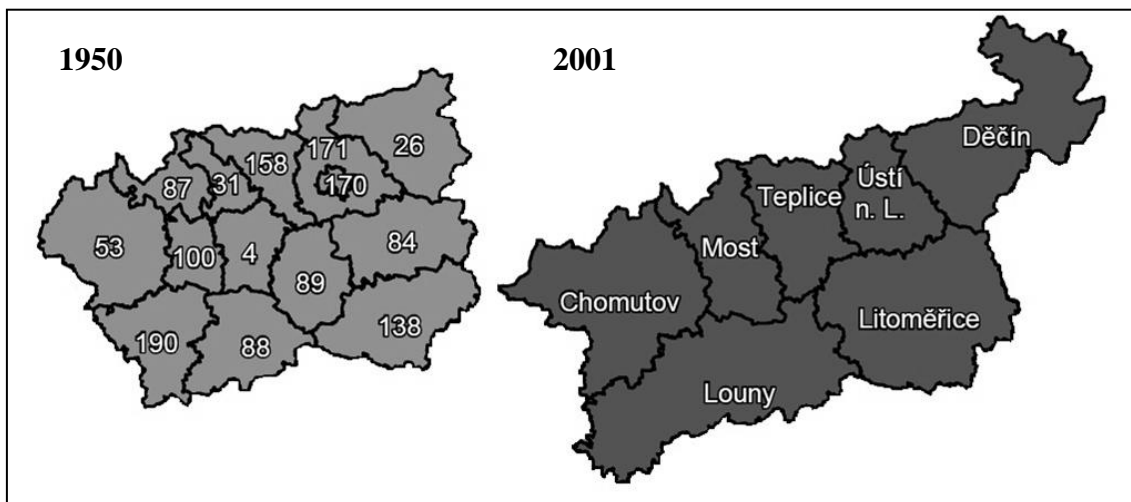 1950
2001
26
171
158
170
87
31
53
100
4
84
89
138
190
88
Děčín
Ústí
n. L.
Teplice
Most
Chomutov
Litoměřice
Louny